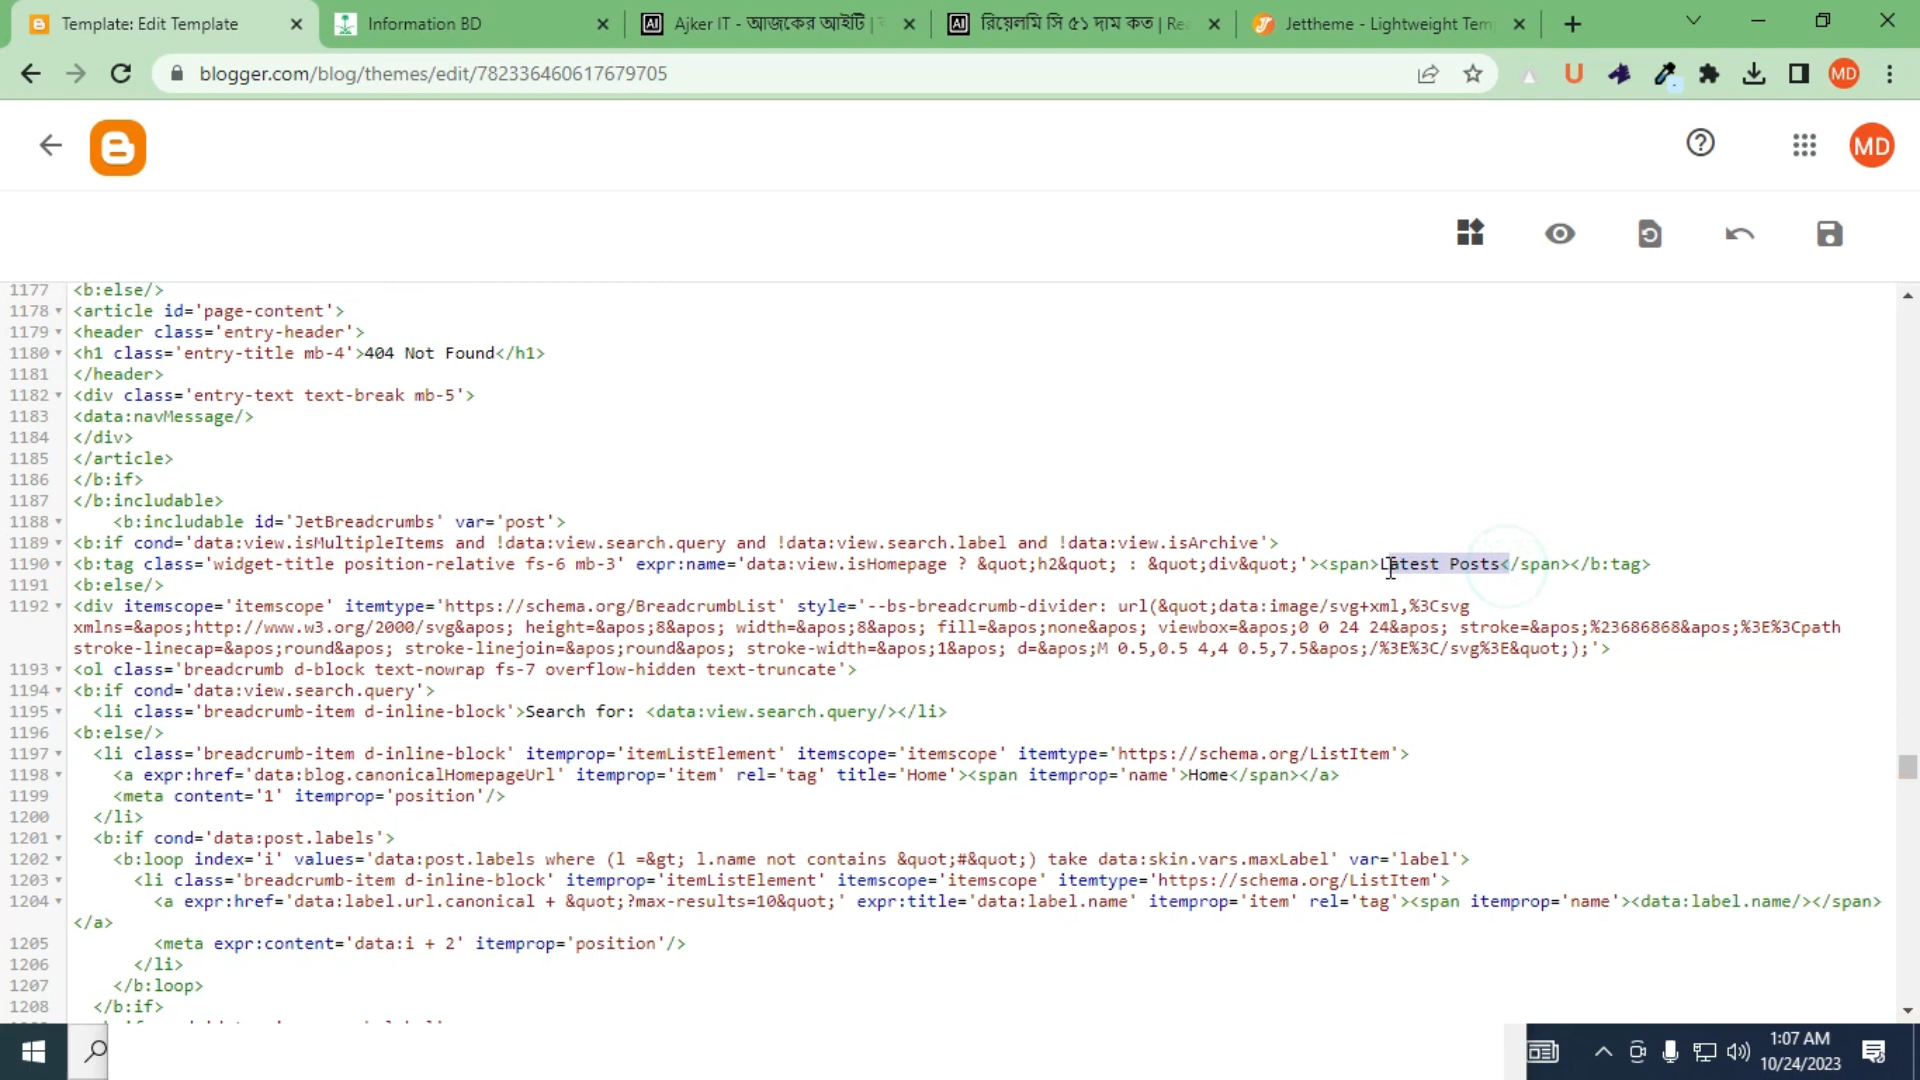 Template: Edit Template
Information BD
Ajker IT - আজকের আইটি |
রিয়েলমি সি ৫১ দাম কত | Re
Jettheme - Lightweight Tem
blogger.com/blog/themes/edit/782336460617679705
U
MD
MD
1177 <b:else/>
1178 <article id='page-content'>
1179 <header class='entry-header'>
1180 <h1 class='entry-title mb-4'>404 Not Found</h1>
1181 </header>
1182 <div class='entry-text text-break mb-5'>
1183 <data:navMessage/>
1184 </div>
1185 </article>
1186 </b:if>
1187 </b:includable>
1188 <b:includable id='JetBreadcrumbs' var='post'>
1189 <b:if cond='data:view.isMultipleItems and !data:view.search.query and !data:view.search.label and !data:view.isArchive'>
1190 <b:tag class='widget-title position-relative fs-6 mb-3' expr:name='data:view.isHomepage ? &quot;h2&quot; : &quot;div&quot;'><span>Latest Posts</span></b:tag>
1191 <b:else/>
1192 <div itemscope='itemscope' itemtype='https://schema.org/BreadcrumbList' style='--bs-breadcrumb-divider: url(&quot;data:image/svg+xml,%3Csvg
xmlns=&apos;http://www.w3.org/2000/svg&apos; height=&apos;8&apos; width=&apos;8&apos; fill=&apos;none&apos; viewbox=&apos;0 0 24 24&apos; stroke=&apos;%23686868&apos;%3E%3Cpath
stroke-linecap=&apos;round&apos; stroke-linejoin=&apos;round&apos; stroke-width=&apos;1&apos; d=&apos;M 0.5,0.5 4,4 0.5,7.5&apos;/%3E%3C/svg%3E&quot;);'>
1193 <ol class='breadcrumb d-block text-nowrap fs-7 overflow-hidden text-truncate'>
1194 <b:if cond='data:view.search.query'>
1195 <li class='breadcrumb-item d-inline-block'>Search for: <data:view.search.query/></li>
1196 <b:else/>
1197 <li class='breadcrumb-item d-inline-block' itemprop='itemListElement' itemscope='itemscope' itemtype='https://schema.org/ListItem'>
1198 <a expr:href='data:blog.canonicalHomepageUrl' itemprop='item' rel='tag' title='Home'><span itemprop='name'>Home</span></a>
1199 <meta content='1' itemprop='position'/>
1200 </li>
1201 <b:if cond='data:post.labels'>
1202 <b:loop index='i' values='data:post.labels where (l =&gt; l.name not contains &quot;#&quot;) take data:skin.vars.maxLabel' var='label'>
1203 <li class='breadcrumb-item d-inline-block' itemprop='itemListElement' itemscope='itemscope' itemtype='https://schema.org/ListItem'>
1204 <a expr:href='data:label.url.canonical + &quot;?max-results=10&quot;' expr:title='data:label.name' itemprop='item' rel='tag'><span itemprop='name'><data:label.name/></span>
</a>
1205 <meta expr:content='data:i + 2' itemprop='position'/>
1206 </li>
1207 </b:loop>
1208 </b:if>
1:07 AM
10/24/2023